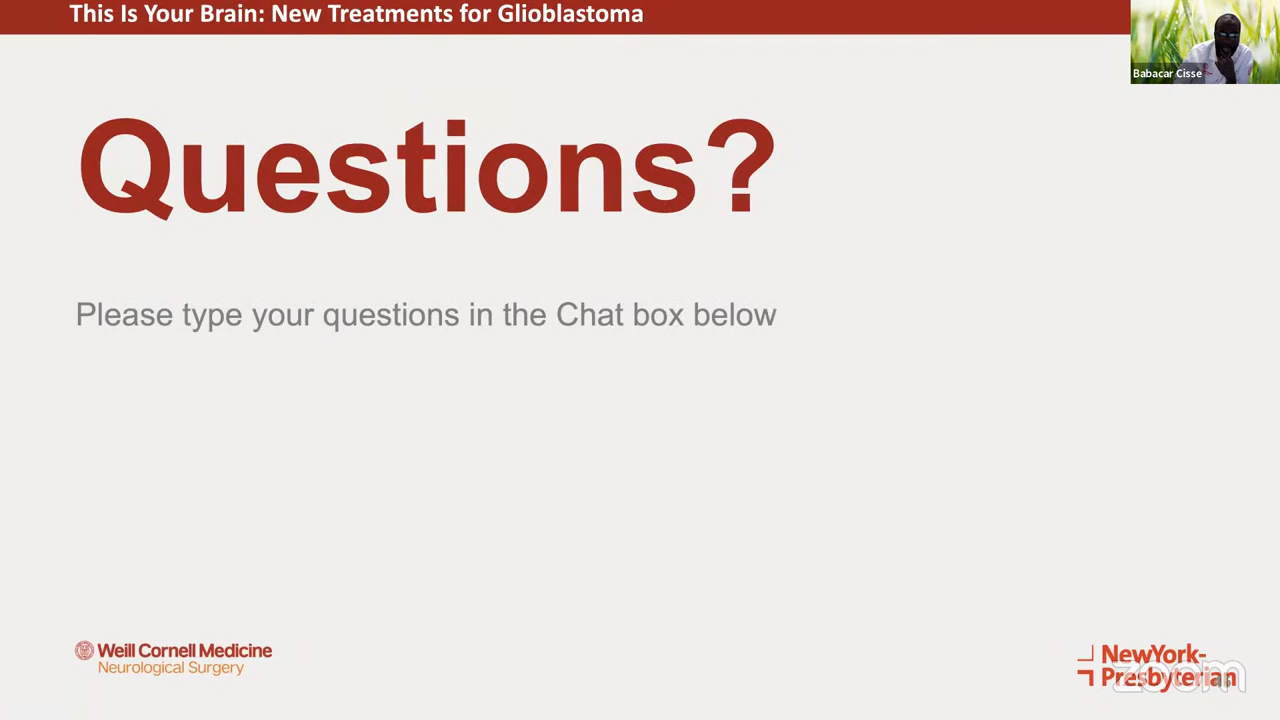 This Is Your Brain: New Treatments for Glioblastoma
Babacar Cisse
Questions?
Please type your questions in the Chat box below
Weill Cornell Medicine
Neurological Surgery
NewYork-
Presbyterian
zoom